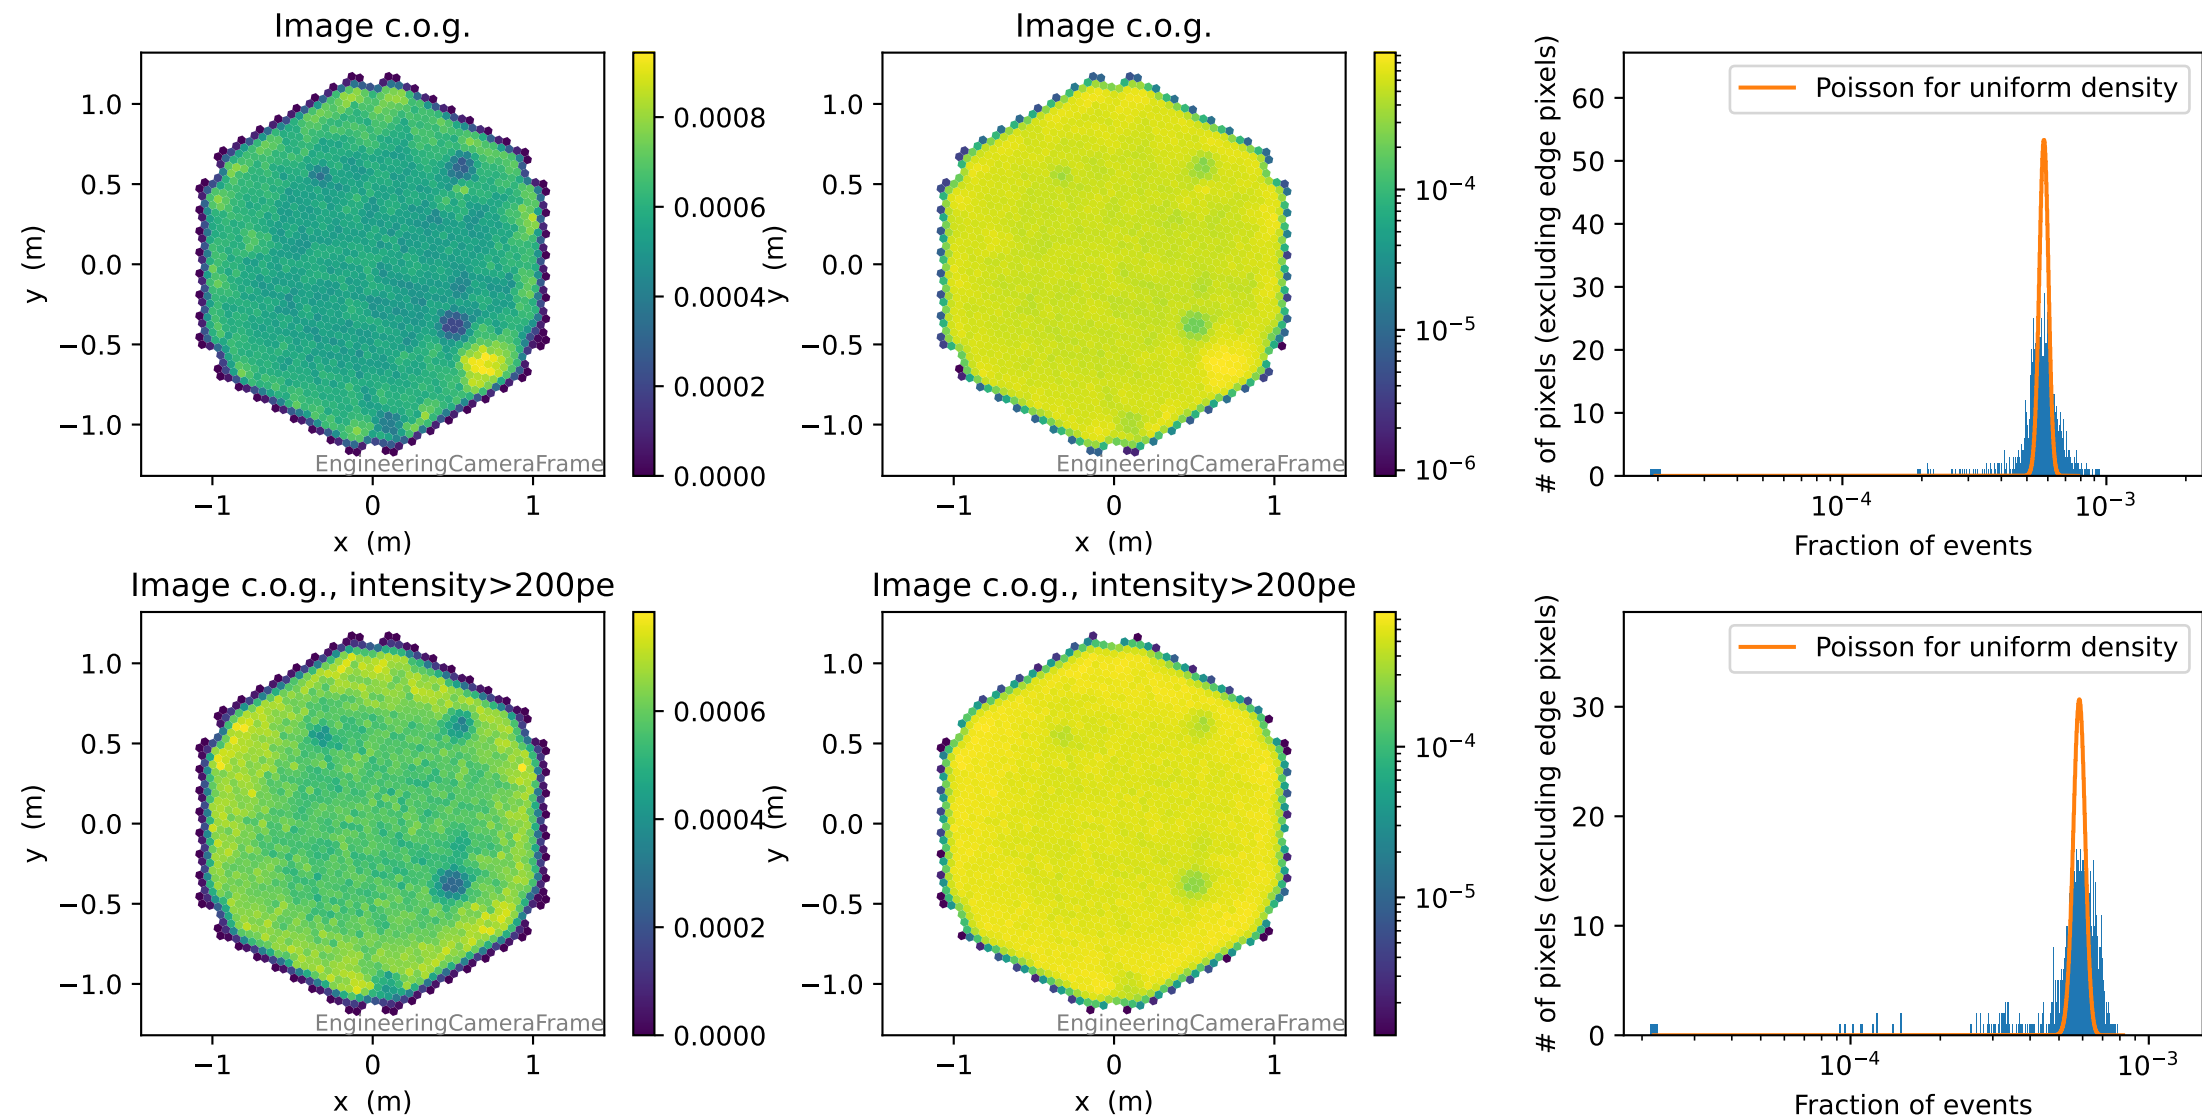 Image c.o.g.
1.0
0.5
0.0
−0.5
−1.0
y (m)
−1
0
1
x (m)
EngineeringCameraFrame
0.0008
0.0006
0.0004
0.0002
0.0000
Image c.o.g.
1.0
0.5
0.0
−0.5
−1.0
y (m)
−1
0
1
x (m)
EngineeringCameraFrame
10⁻⁴
10⁻⁵
10⁻⁶
# of pixels (excluding edge pixels)
60
50
40
30
20
10
0
Poisson for uniform density
10⁻⁴
10⁻³
Fraction of events
Image c.o.g., intensity>200pe
1.0
0.5
0.0
−0.5
−1.0
y (m)
−1
0
1
x (m)
EngineeringCameraFrame
0.0006
0.0004
0.0002
0.0000
Image c.o.g., intensity>200pe
1.0
0.5
0.0
−0.5
−1.0
y (m)
−1
0
1
x (m)
EngineeringCameraFrame
10⁻⁴
10⁻⁵
# of pixels (excluding edge pixels)
30
20
10
0
Poisson for uniform density
10⁻⁴
10⁻³
Fraction of events